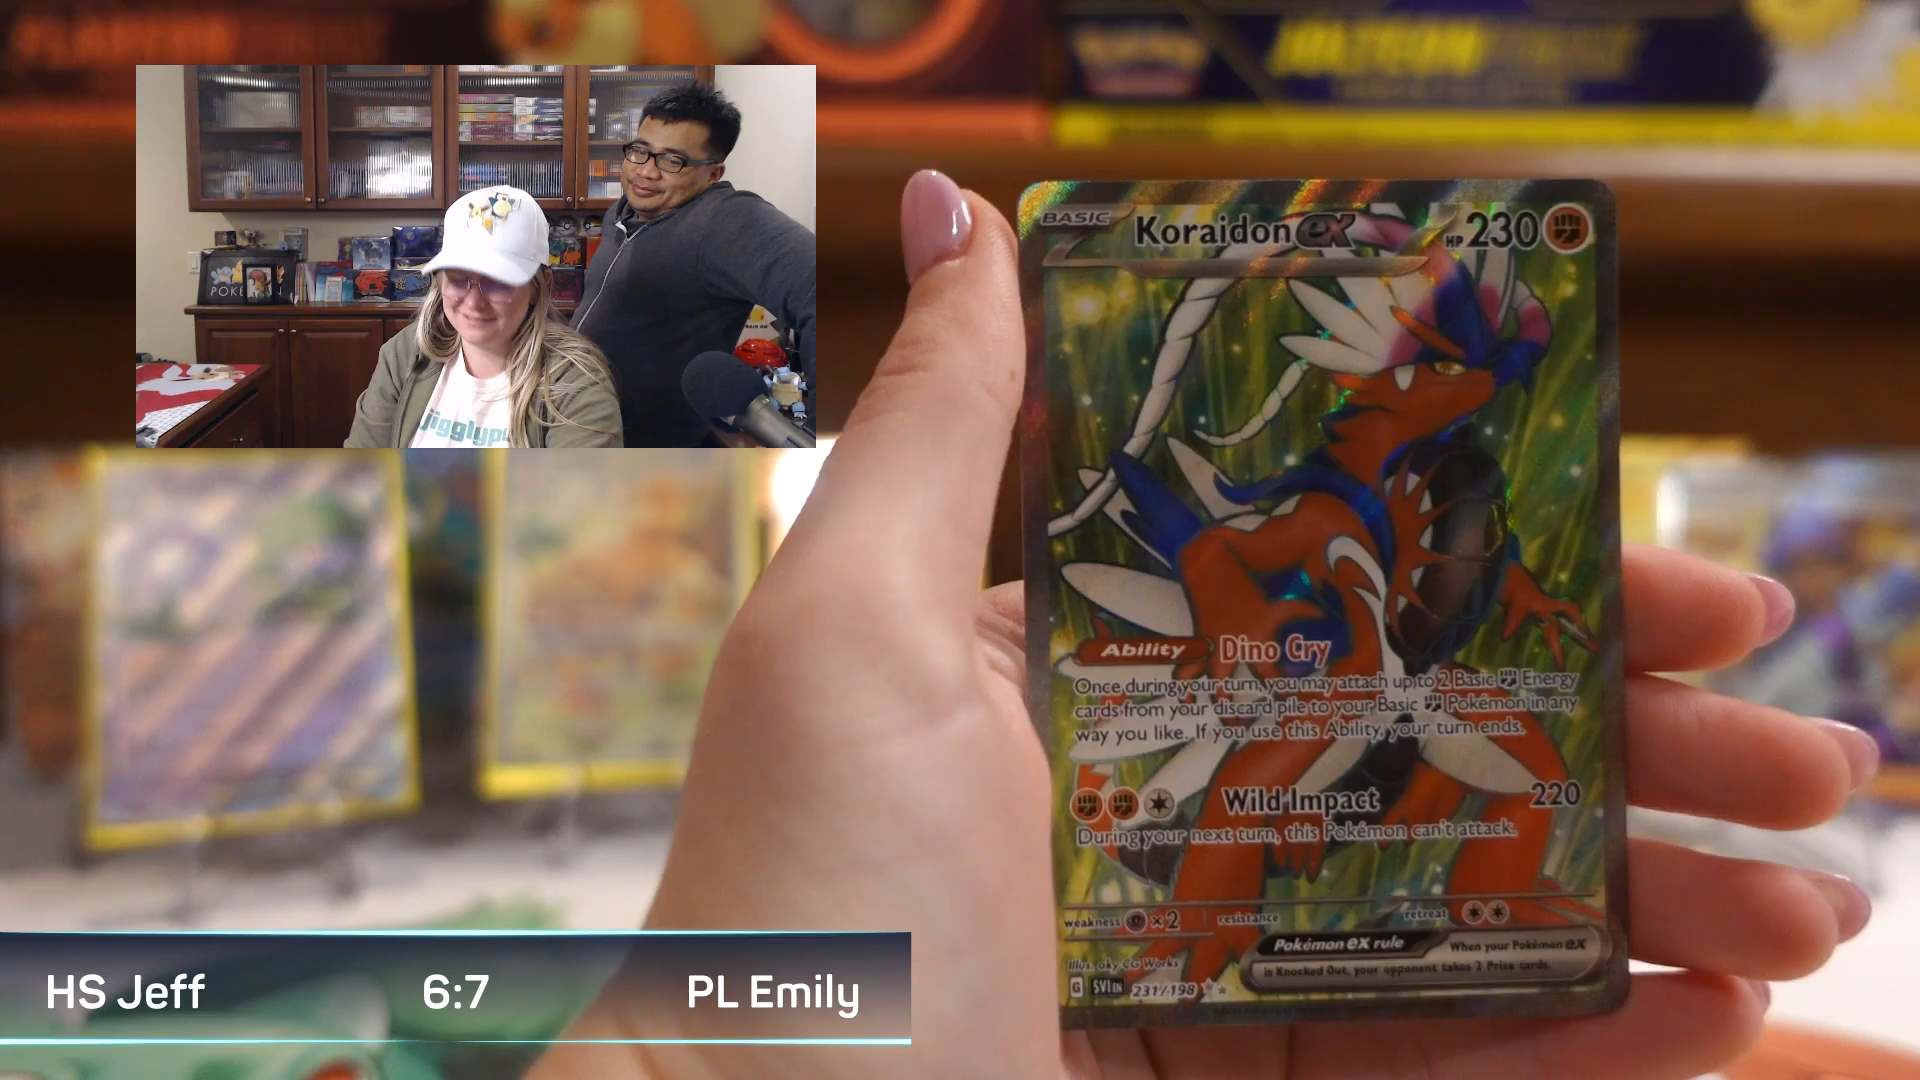 JOLTEON
POKÉ
jigglypu
BASIC
Koraidon ex
HP 230
Ability Dino Cry
Once during your turn, you may attach up to 2 Basic Energy
cards from your discard pile to your Basic Pokémon in any
way you like. If you use this Ability, your turn ends.
Wild Impact 220
During your next turn, this Pokémon can't attack.
weakness ×2 resistance retreat
Pokémon ex rule When your Pokémon ex
is Knocked Out, your opponent takes 2 Prize cards.
Illus. aky CG Works
G SVI EN 231/198
HS Jeff 6:7 PL Emily